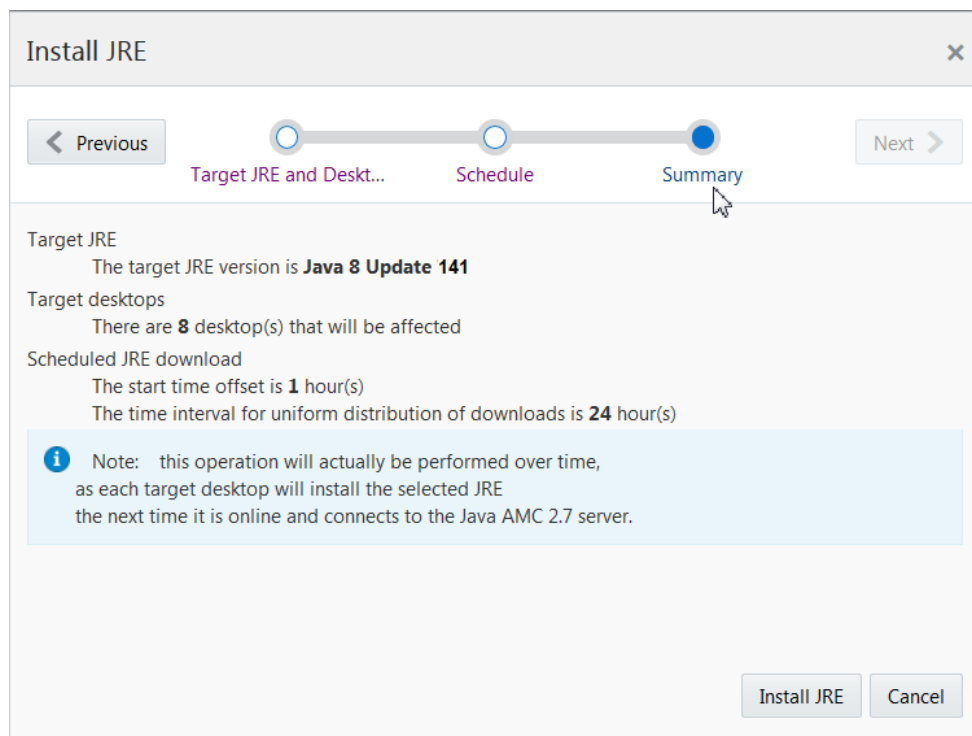 Install JRE
Previous
Next
Target JRE and Deskt...
Schedule
Summary
Target JRE
The target JRE version is Java 8 Update 141
Target desktops
There are 8 desktop(s) that will be affected
Scheduled JRE download
The start time offset is 1 hour(s)
The time interval for uniform distribution of downloads is 24 hour(s)
Note: this operation will actually be performed over time,
as each target desktop will install the selected JRE
the next time it is online and connects to the Java AMC 2.7 server.
Install JRE
Cancel